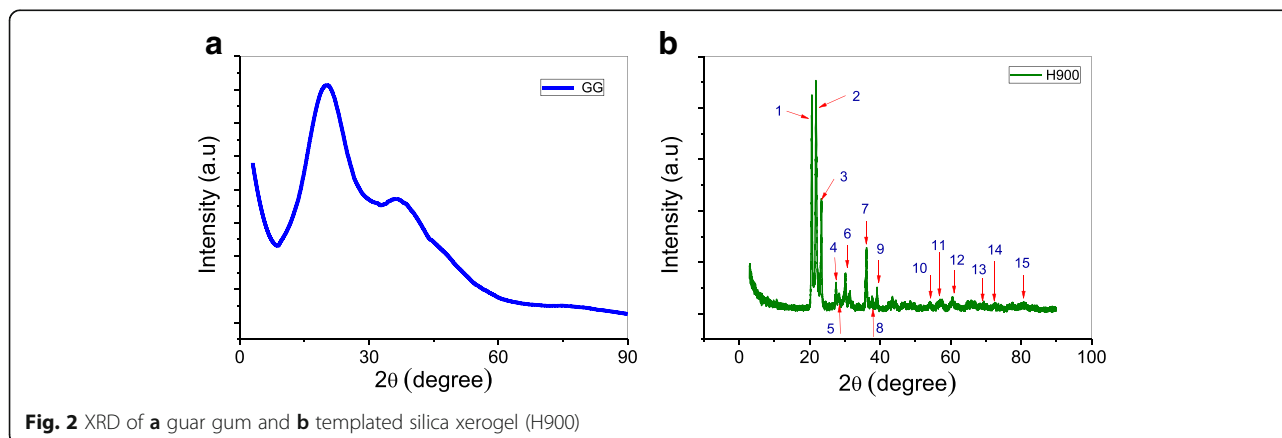 a
GG
Intensity (a.u)
0 30 60 90
2θ (degree)
b
H900
1
2
3
4
5
6
7
8
9
10
11
12
13
14
15
Intensity (a.u)
0 20 40 60 80 100
2θ (degree)
Fig. 2 XRD of a guar gum and b templated silica xerogel (H900)